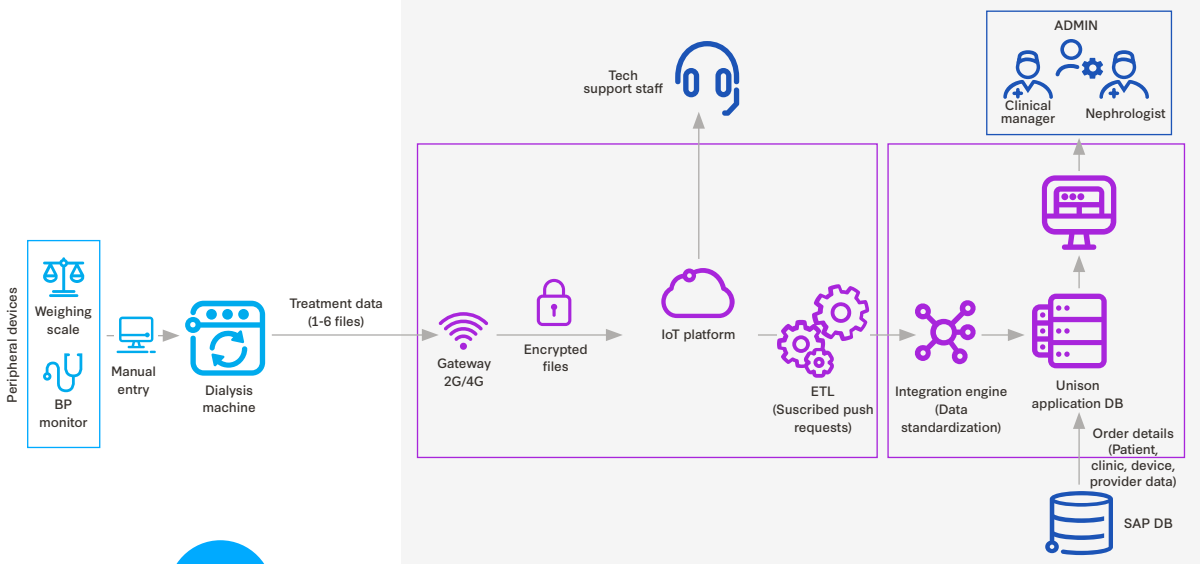 Peripheral devices
Weighing
scale
BP
monitor
Manual
entry
Dialysis
machine
Treatment data
(1-6 files)
Gateway
2G/4G
Encrypted
files
Tech
support staff
IoT platform
ETL
(Suscribed push
requests)
Integration engine
(Data
standardization)
ADMIN
Clinical
manager
Nephrologist
Unison
application DB
Order details
(Patient,
clinic, device,
provider data)
SAP DB